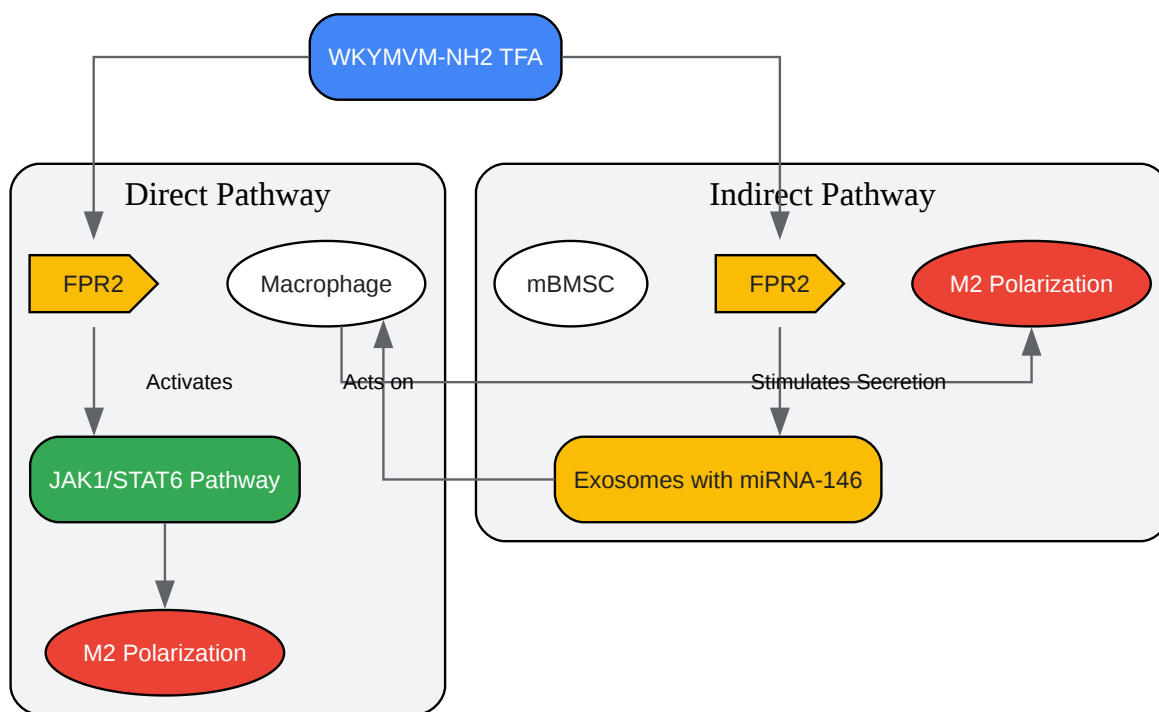 WKYMVM-NH2 TFA
Direct Pathway
Indirect Pathway
FPR2
Macrophage
mBMSC
FPR2
M2 Polarization
Activates
Acts on
Stimulates Secretion
JAK1/STAT6 Pathway
Exosomes with miRNA-146
M2 Polarization